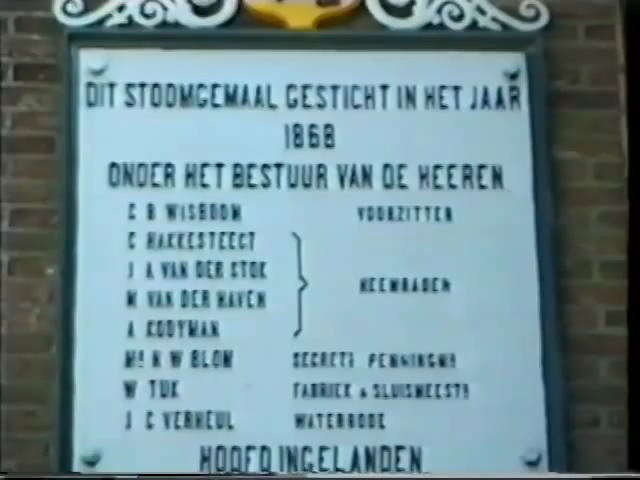 DIT STOOMGEMAAL GESTICHT IN HET JAAR
1868
ONDER HET BESTUUR VAN DE HEEREN
C B WISBOOM VOORZITTER
C HAKKESTEEGT
J A VAN DER STOK
M VAN DER HAVEN HEEMRADEN
A KOOYMAN
Mr K W BLOM SECRETs PENNINGMr
W TUK FABRIEK & SLUISMEESTr
J C VERHEUL WATERBODE
HOOFDINGELANDEN